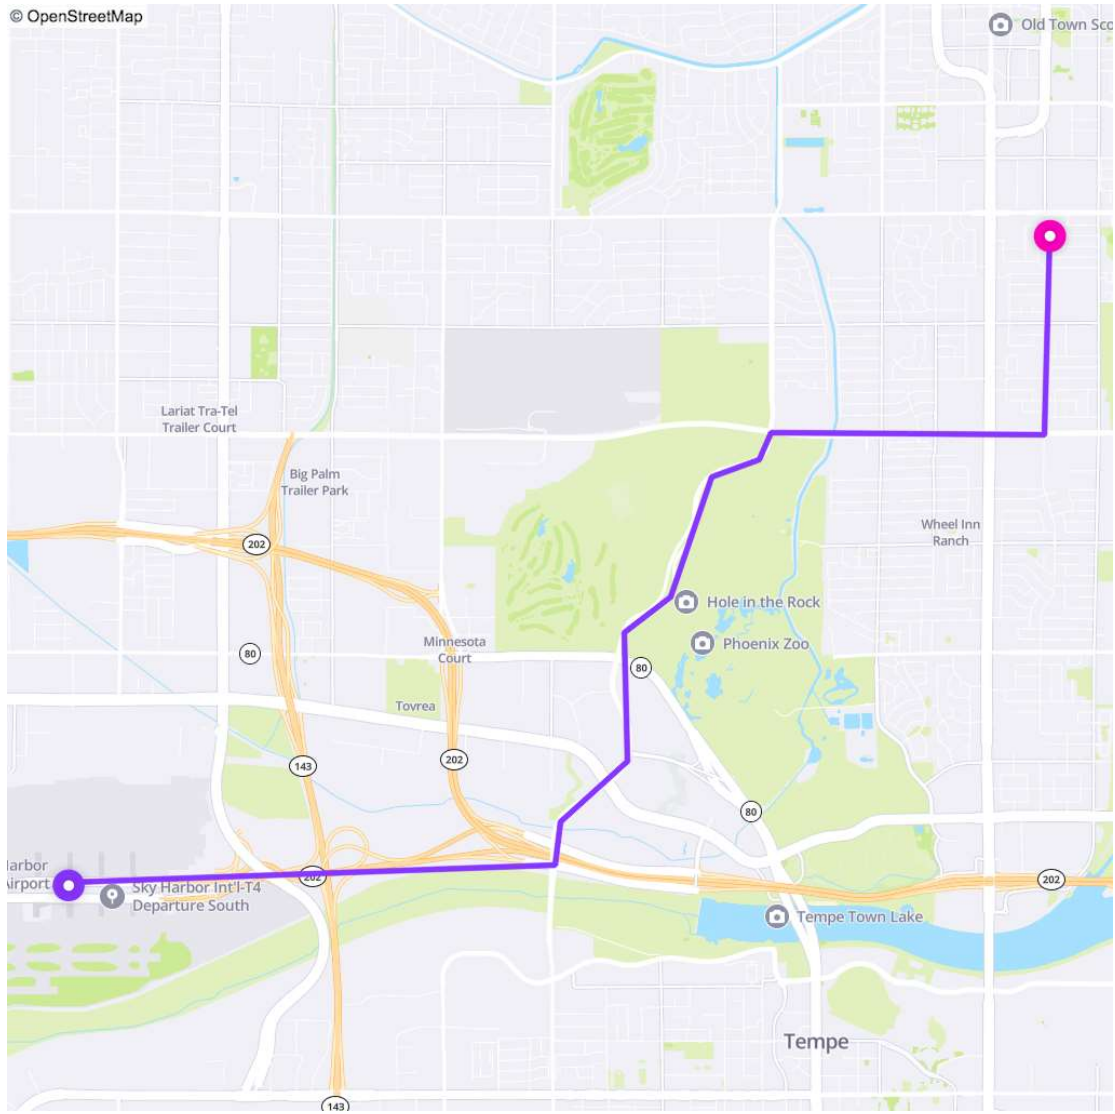 © OpenStreetMap
Old Town Sco
Lariat Tra-Tel
Trailer Court
Big Palm
Trailer Park
Wheel Inn
Ranch
202
Hole in the Rock
Minnesota
Court
Phoenix Zoo
80
80
Tovrea
143
202
80
arbor
Airport
Sky Harbor Int'l-T4
Departure South
202
202
Tempe Town Lake
Tempe
143